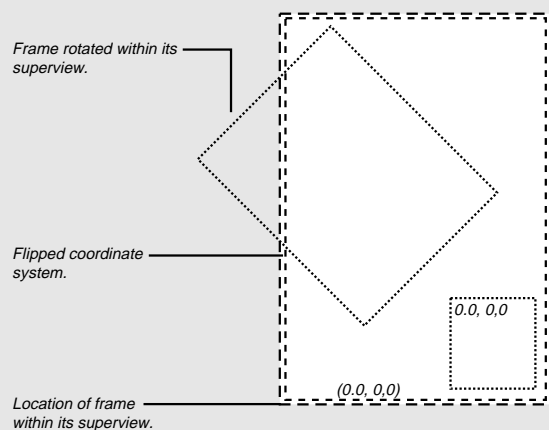 Frame rotated within its
superview.
Flipped coordinate
system.
0.0, 0,0
(0.0, 0,0)
Location of frame
within its superview.